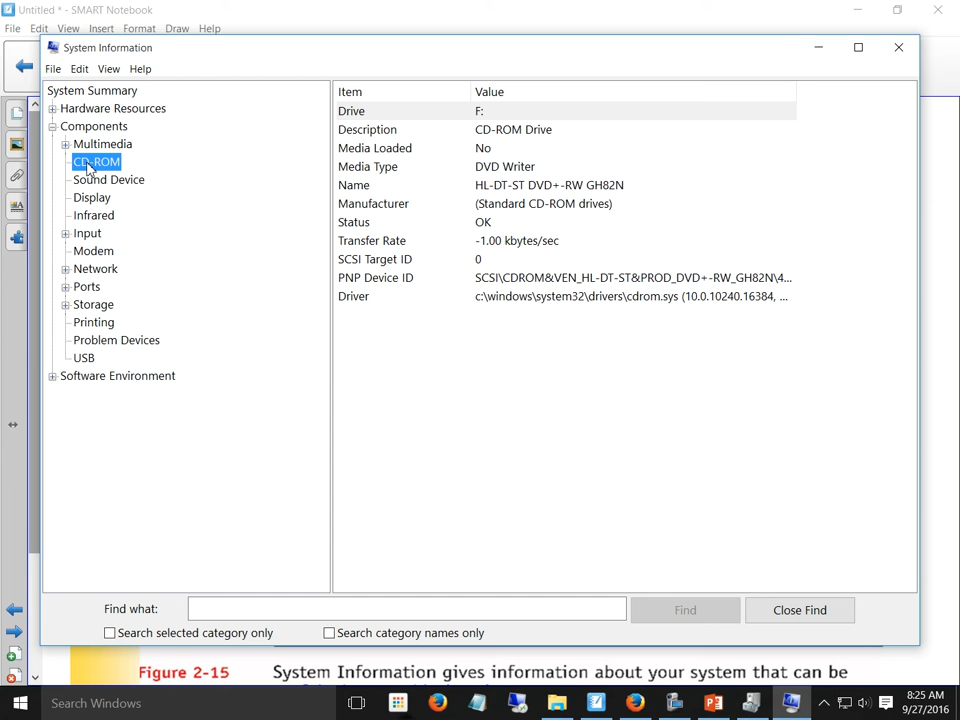 Untitled * - SMART Notebook
File Edit View Insert Format Draw Help
System Information
File Edit View Help
System Summary
Hardware Resources
Components
Multimedia
CD-ROM
Sound Device
Display
Infrared
Input
Modem
Network
Ports
Storage
Printing
Problem Devices
USB
Software Environment
Item Value
Drive F:
Description CD-ROM Drive
Media Loaded No
Media Type DVD Writer
Name HL-DT-ST DVD+-RW GH82N
Manufacturer (Standard CD-ROM drives)
Status OK
Transfer Rate -1.00 kbytes/sec
SCSI Target ID 0
PNP Device ID SCSI\CDROM&VEN_HL-DT-ST&PROD_DVD+-RW_GH82N\4...
Driver c:\windows\system32\drivers\cdrom.sys (10.0.10240.16384, ...
Find what: Find Close Find
Search selected category only Search category names only
Figure 2-15 System Information gives information about your system that can be
Search Windows
8:25 AM
9/27/2016